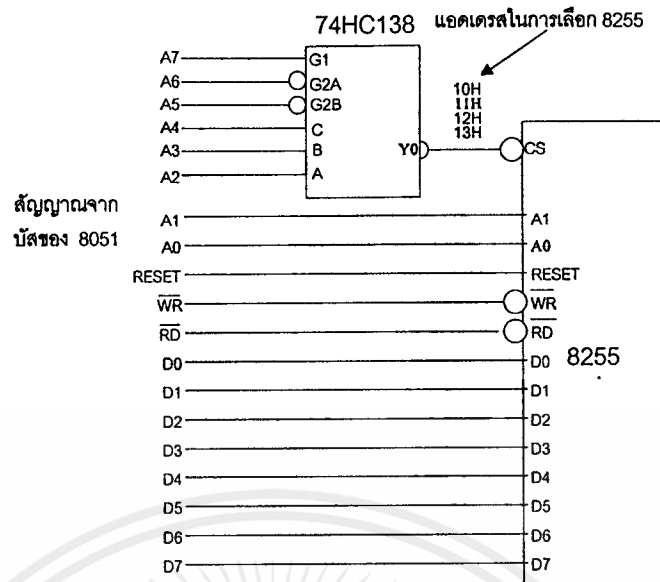 74HC138
แอดเดรสในการเลือก 8255
A7
G1
A6
G2A
A5
G2B
A4
C
A3
B
A2
A
Y0
10H
11H
12H
13H
CS
สัญญาณจาก
บัสของ 8051
A1
A1
A0
A0
RESET
RESET
WR
WR
RD
RD
8255
D0
D0
D1
D1
D2
D2
D3
D3
D4
D4
D5
D5
D6
D6
D7
D7